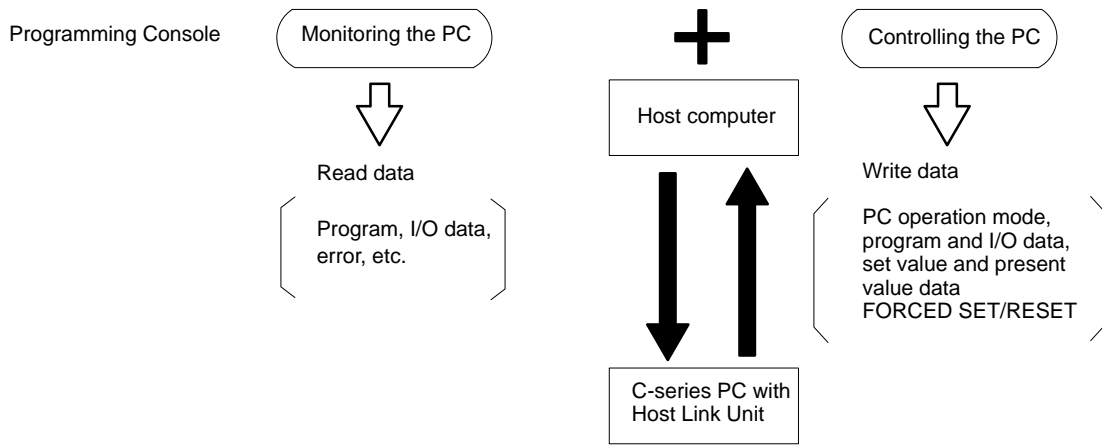 Programming Console
Monitoring the PC
Controlling the PC
Host computer
Read data
Program, I/O data,
error, etc.
Write data
PC operation mode,
program and I/O data,
set value and present
value data
FORCED SET/RESET
C-series PC with
Host Link Unit